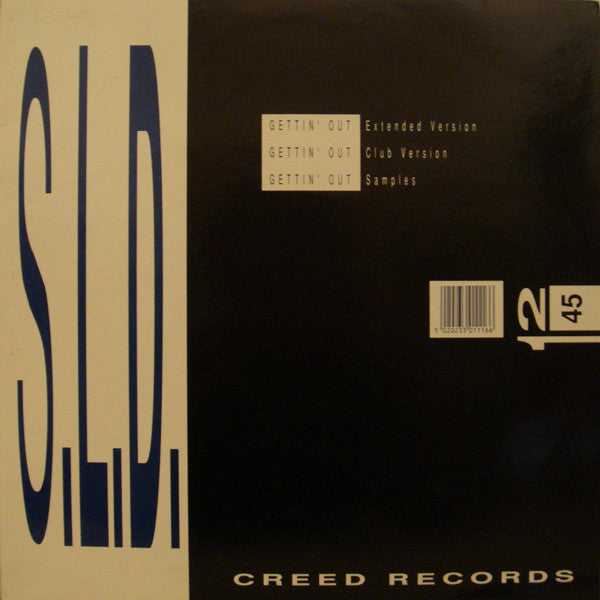 S.L.D.
GETTIN' OUT Extended Version
GETTIN' OUT Club Version
GETTIN' OUT Samples
5 020233 011166
12
45
CREED RECORDS